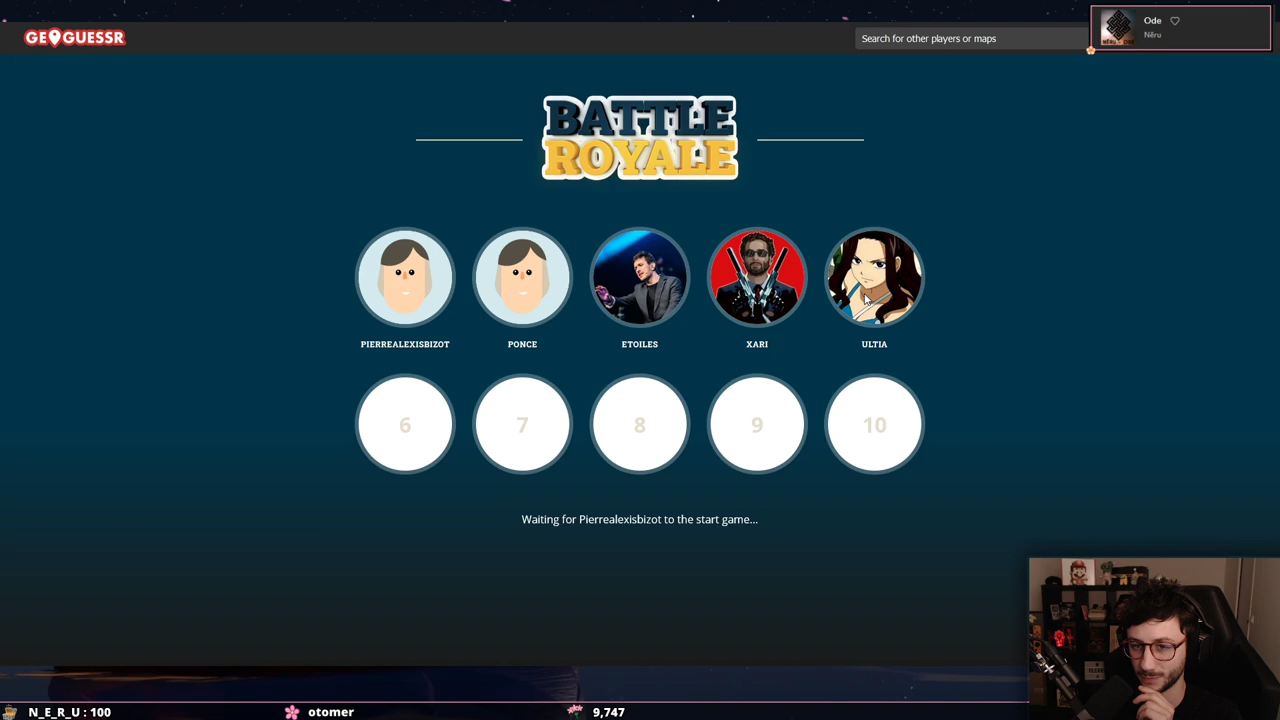 GEOGUESSR
Search for other players or maps
Ode
Nëru
BATTLE
ROYALE
PIERREALEXISBIZOT
PONCE
ETOILES
XARI
ULTIA
6
7
8
9
10
Waiting for Pierrealexisbizot to the start game...
N_E_R_U : 100
otomer
9,747